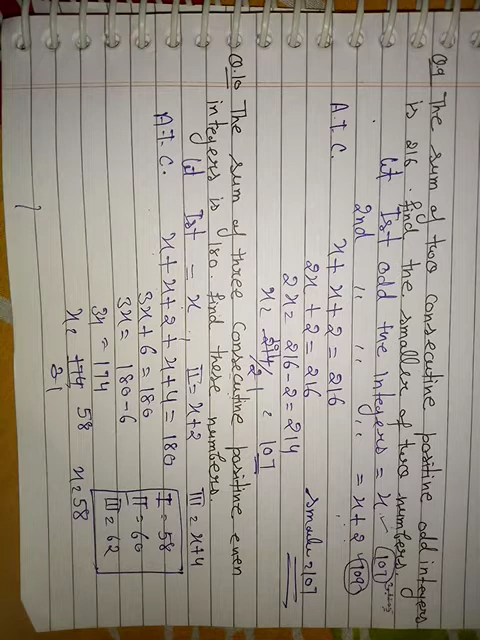 Q.9 The sum of two consecutive positive odd integers
is 216. find the smaller of two numbers.
let Ist odd the integers = x. (107)
2nd " " " = x+2 (109)
A.T.C. x+x+2=216
2x+2=216 small=107
2x= 216-2=214
x= 214/2 = 107
Q.10 The sum of three consecutive positive even
integers is 180. find these numbers.
let Ist = x II=x+2 III=x+4
A.T.C. x+x+2+x+4=180
3x+6=180
3x= 180-6
3x=174
x= 174/3 58 x=58
I=58
II=60
III=62